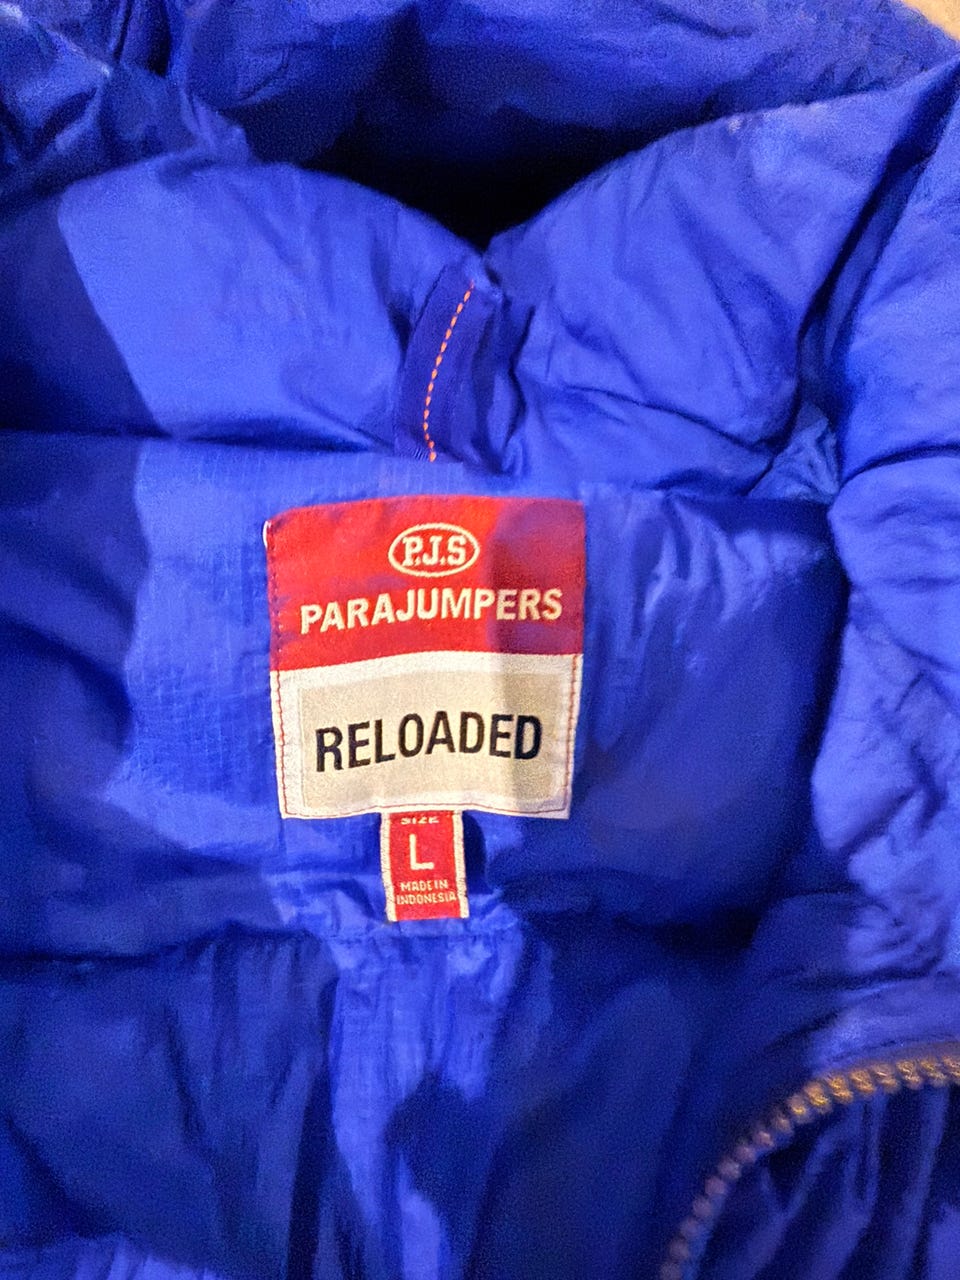 P.J.S
PARAJUMPERS
RELOADED
SIZE
L
MADE IN
INDONESIA